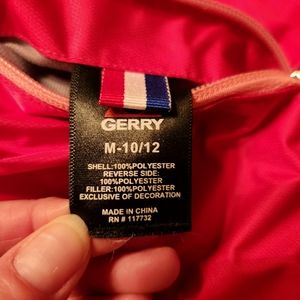 GERRY
M-10/12
SHELL:100%POLYESTER
REVERSE SIDE:
100%POLYESTER
FILLER:100%POLYESTER
EXCLUSIVE OF DECORATION
MADE IN CHINA
RN # 117732